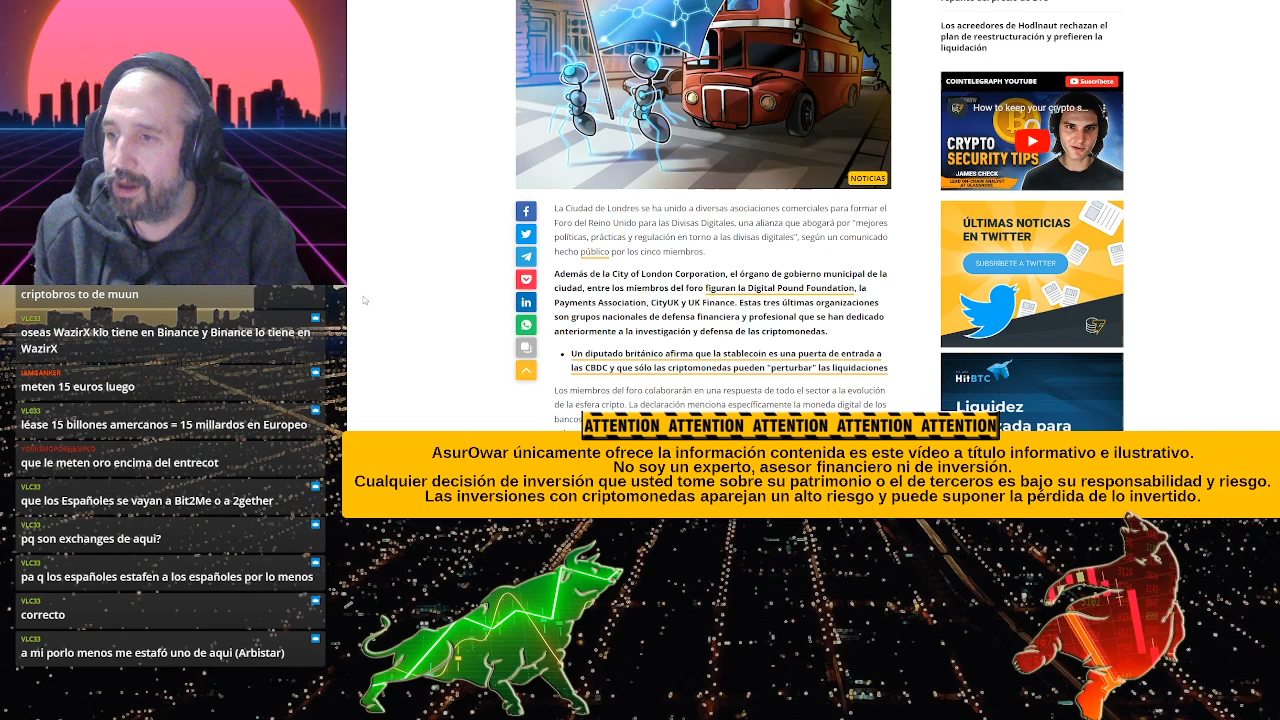 criptobros to de muun
VLC33
oseas WazirX klo tiene en Binance y Binance lo tiene en
WazirX
meten 15 euros luego
VLC33
léase 15 billones amercanos = 15 millardos en Europeo
YOMISMOPOREJEMPLO
que le meten oro encima del entrecot
VLC33
que los Españoles se vayan a Bit2Me o a 2gether
VLC33
pq son exchanges de aqui?
VLC33
pa q los españoles estafen a los españoles por lo menos
VLC33
correcto
VLC33
a mi porlo menos me estafó uno de aqui (Arbistar)
NOTICIAS
La Ciudad de Londres se ha unido a diversas asociaciones comerciales para formar el
Foro del Reino Unido para las Divisas Digitales, una alianza que abogará por "mejores
políticas, prácticas y regulación en torno a las divisas digitales", según un comunicado
hecho público por los cinco miembros.
Además de la City of London Corporation, el órgano de gobierno municipal de la
ciudad, entre los miembros del foro figuran la Digital Pound Foundation, la
Payments Association, CityUK y UK Finance. Estas tres últimas organizaciones
son grupos nacionales de defensa financiera y profesional que se han dedicado
anteriormente a la investigación y defensa de las criptomonedas.
• Un diputado británico afirma que la stablecoin es una puerta de entrada a
las CBDC y que sólo las criptomonedas pueden "perturbar" las liquidaciones
Los miembros del foro colaborarán en una respuesta de todo el sector a la evolución
de la esfera cripto. La declaración menciona específicamente la moneda digital de los
Los acreedores de Hodlnaut rechazan el
plan de reestructuración y prefieren la
liquidación
COINTELEGRAPH YOUTUBE
Suscríbete
How to keep your crypto s...
CRYPTO
SECURITY TIPS
JAMES CHECK
LEAD ON-CHAIN ANALYST
AT GLASSNODE
ÚLTIMAS NOTICIAS
EN TWITTER
SUBSRÍBETE A TWITTER
HitBTC
Liquidez
ATTENTION ATTENTION ATTENTION ATTENTION ATTENTION
AsurOwar únicamente ofrece la información contenida es este vídeo a título informativo e ilustrativo.
No soy un experto, asesor financiero ni de inversión.
Cualquier decisión de inversión que usted tome sobre su patrimonio o el de terceros es bajo su responsabilidad y riesgo.
Las inversiones con criptomonedas aparejan un alto riesgo y puede suponer la pérdida de lo invertido.